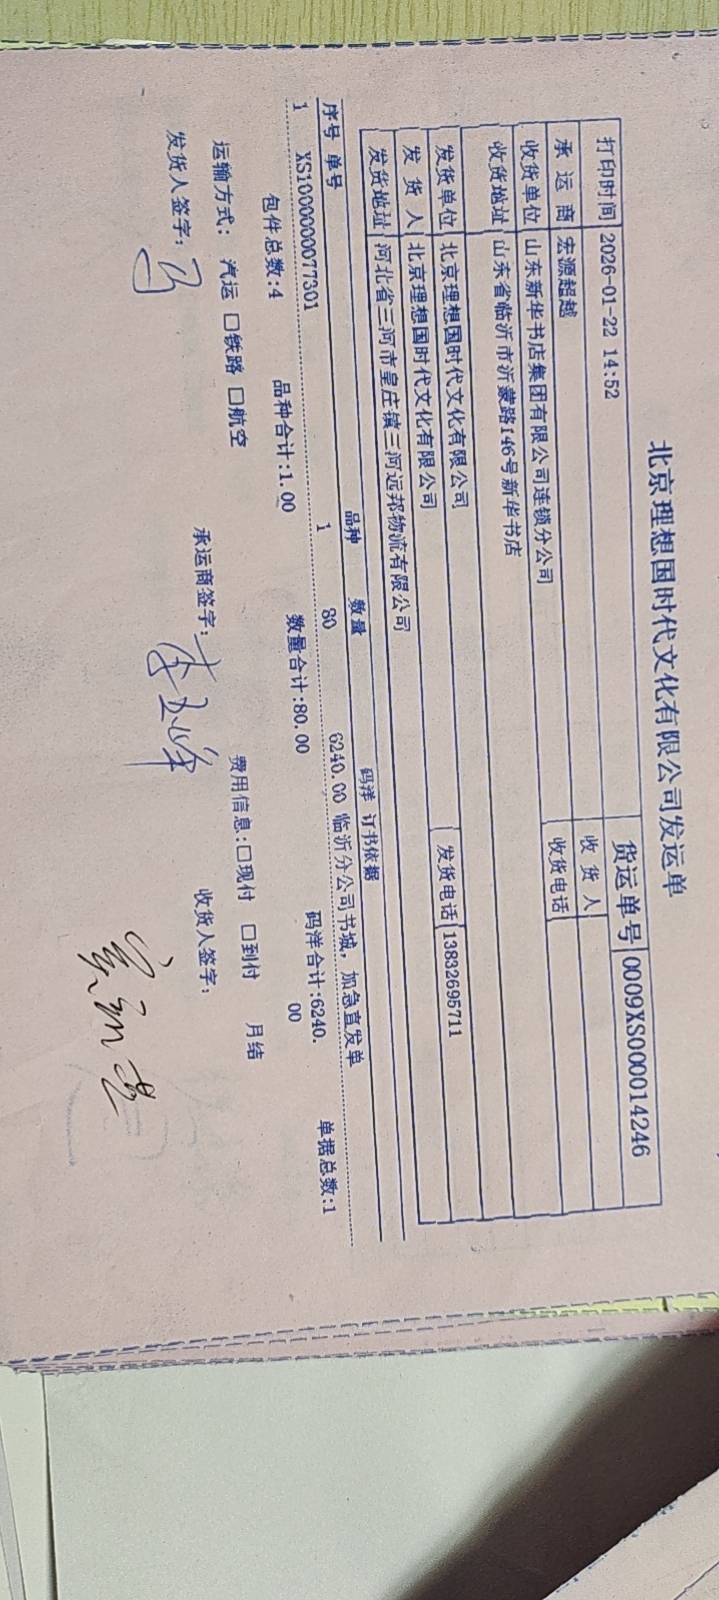 北京理想国时代文化有限公司发运单
货运单号 0009XS000014246
打印时间 2026-01-22 14:52
收 货 人
承 运 商 宏源超越
收货电话
收货单位 山东新华书店集团有限公司连锁分公司
收货地址 山东省临沂市沂蒙路146号新华书店
发货单位 北京理想国时代文化有限公司 发货电话 13832695711
发 货 人 北京理想国时代文化有限公司
发货地址 河北省三河市皇庄镇三河远邦物流有限公司
序号 单号 品种 数量 码洋 订书依据
1 XS1000000077301 1 80 6240.00 临沂分公司书城，加急直发单
包件总数:4 品种合计:1.00 数量合计:80.00 码洋合计:6240.00 单据总数:1
运输方式： 汽运 □铁路 □航空 费用信息:□现付 □到付 月结
发货人签字： 承运商签字： 收货人签字：